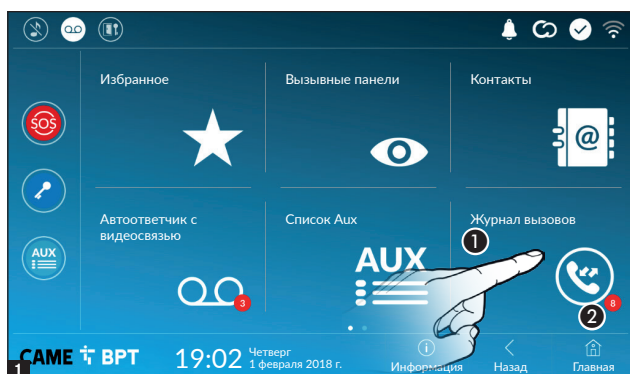 Избранное
Вызывные панели
Контакты
SOS
@
Автоответчик с
видеосвязью
Список Aux
Журнал вызовов
AUX
AUX
1
3
2
8
CAME BPT
19:02
Четверг
1 февраля 2018 г.
Информация
Назад
Главная
1